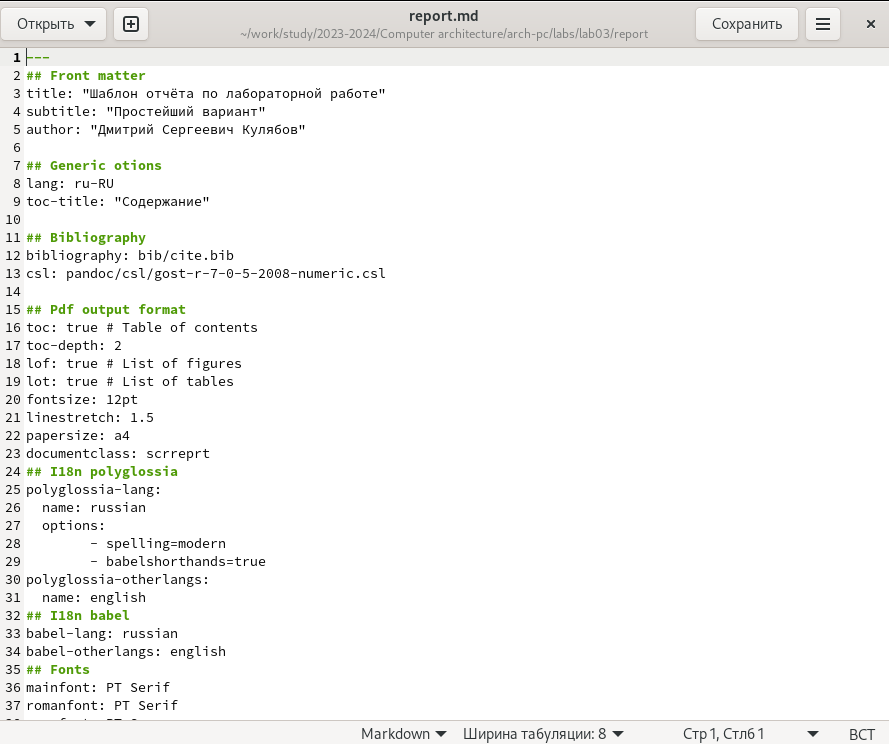 Открыть
report.md
~/work/study/2023-2024/Computer architecture/arch-pc/labs/lab03/report
Сохранить
1 ---
2 ## Front matter
3 title: "Шаблон отчёта по лабораторной работе"
4 subtitle: "Простейший вариант"
5 author: "Дмитрий Сергеевич Кулябов"
6
7 ## Generic otions
8 lang: ru-RU
9 toc-title: "Содержание"
10
11 ## Bibliography
12 bibliography: bib/cite.bib
13 csl: pandoc/csl/gost-r-7-0-5-2008-numeric.csl
14
15 ## Pdf output format
16 toc: true # Table of contents
17 toc-depth: 2
18 lof: true # List of figures
19 lot: true # List of tables
20 fontsize: 12pt
21 linestretch: 1.5
22 papersize: a4
23 documentclass: scrreprt
24 ## I18n polyglossia
25 polyglossia-lang:
26   name: russian
27   options:
28         - spelling=modern
29         - babelshorthands=true
30 polyglossia-otherlangs:
31   name: english
32 ## I18n babel
33 babel-lang: russian
34 babel-otherlangs: english
35 ## Fonts
36 mainfont: PT Serif
37 romanfont: PT Serif
Markdown Ширина табуляции: 8 Стр 1, Стлб 1 ВСТ